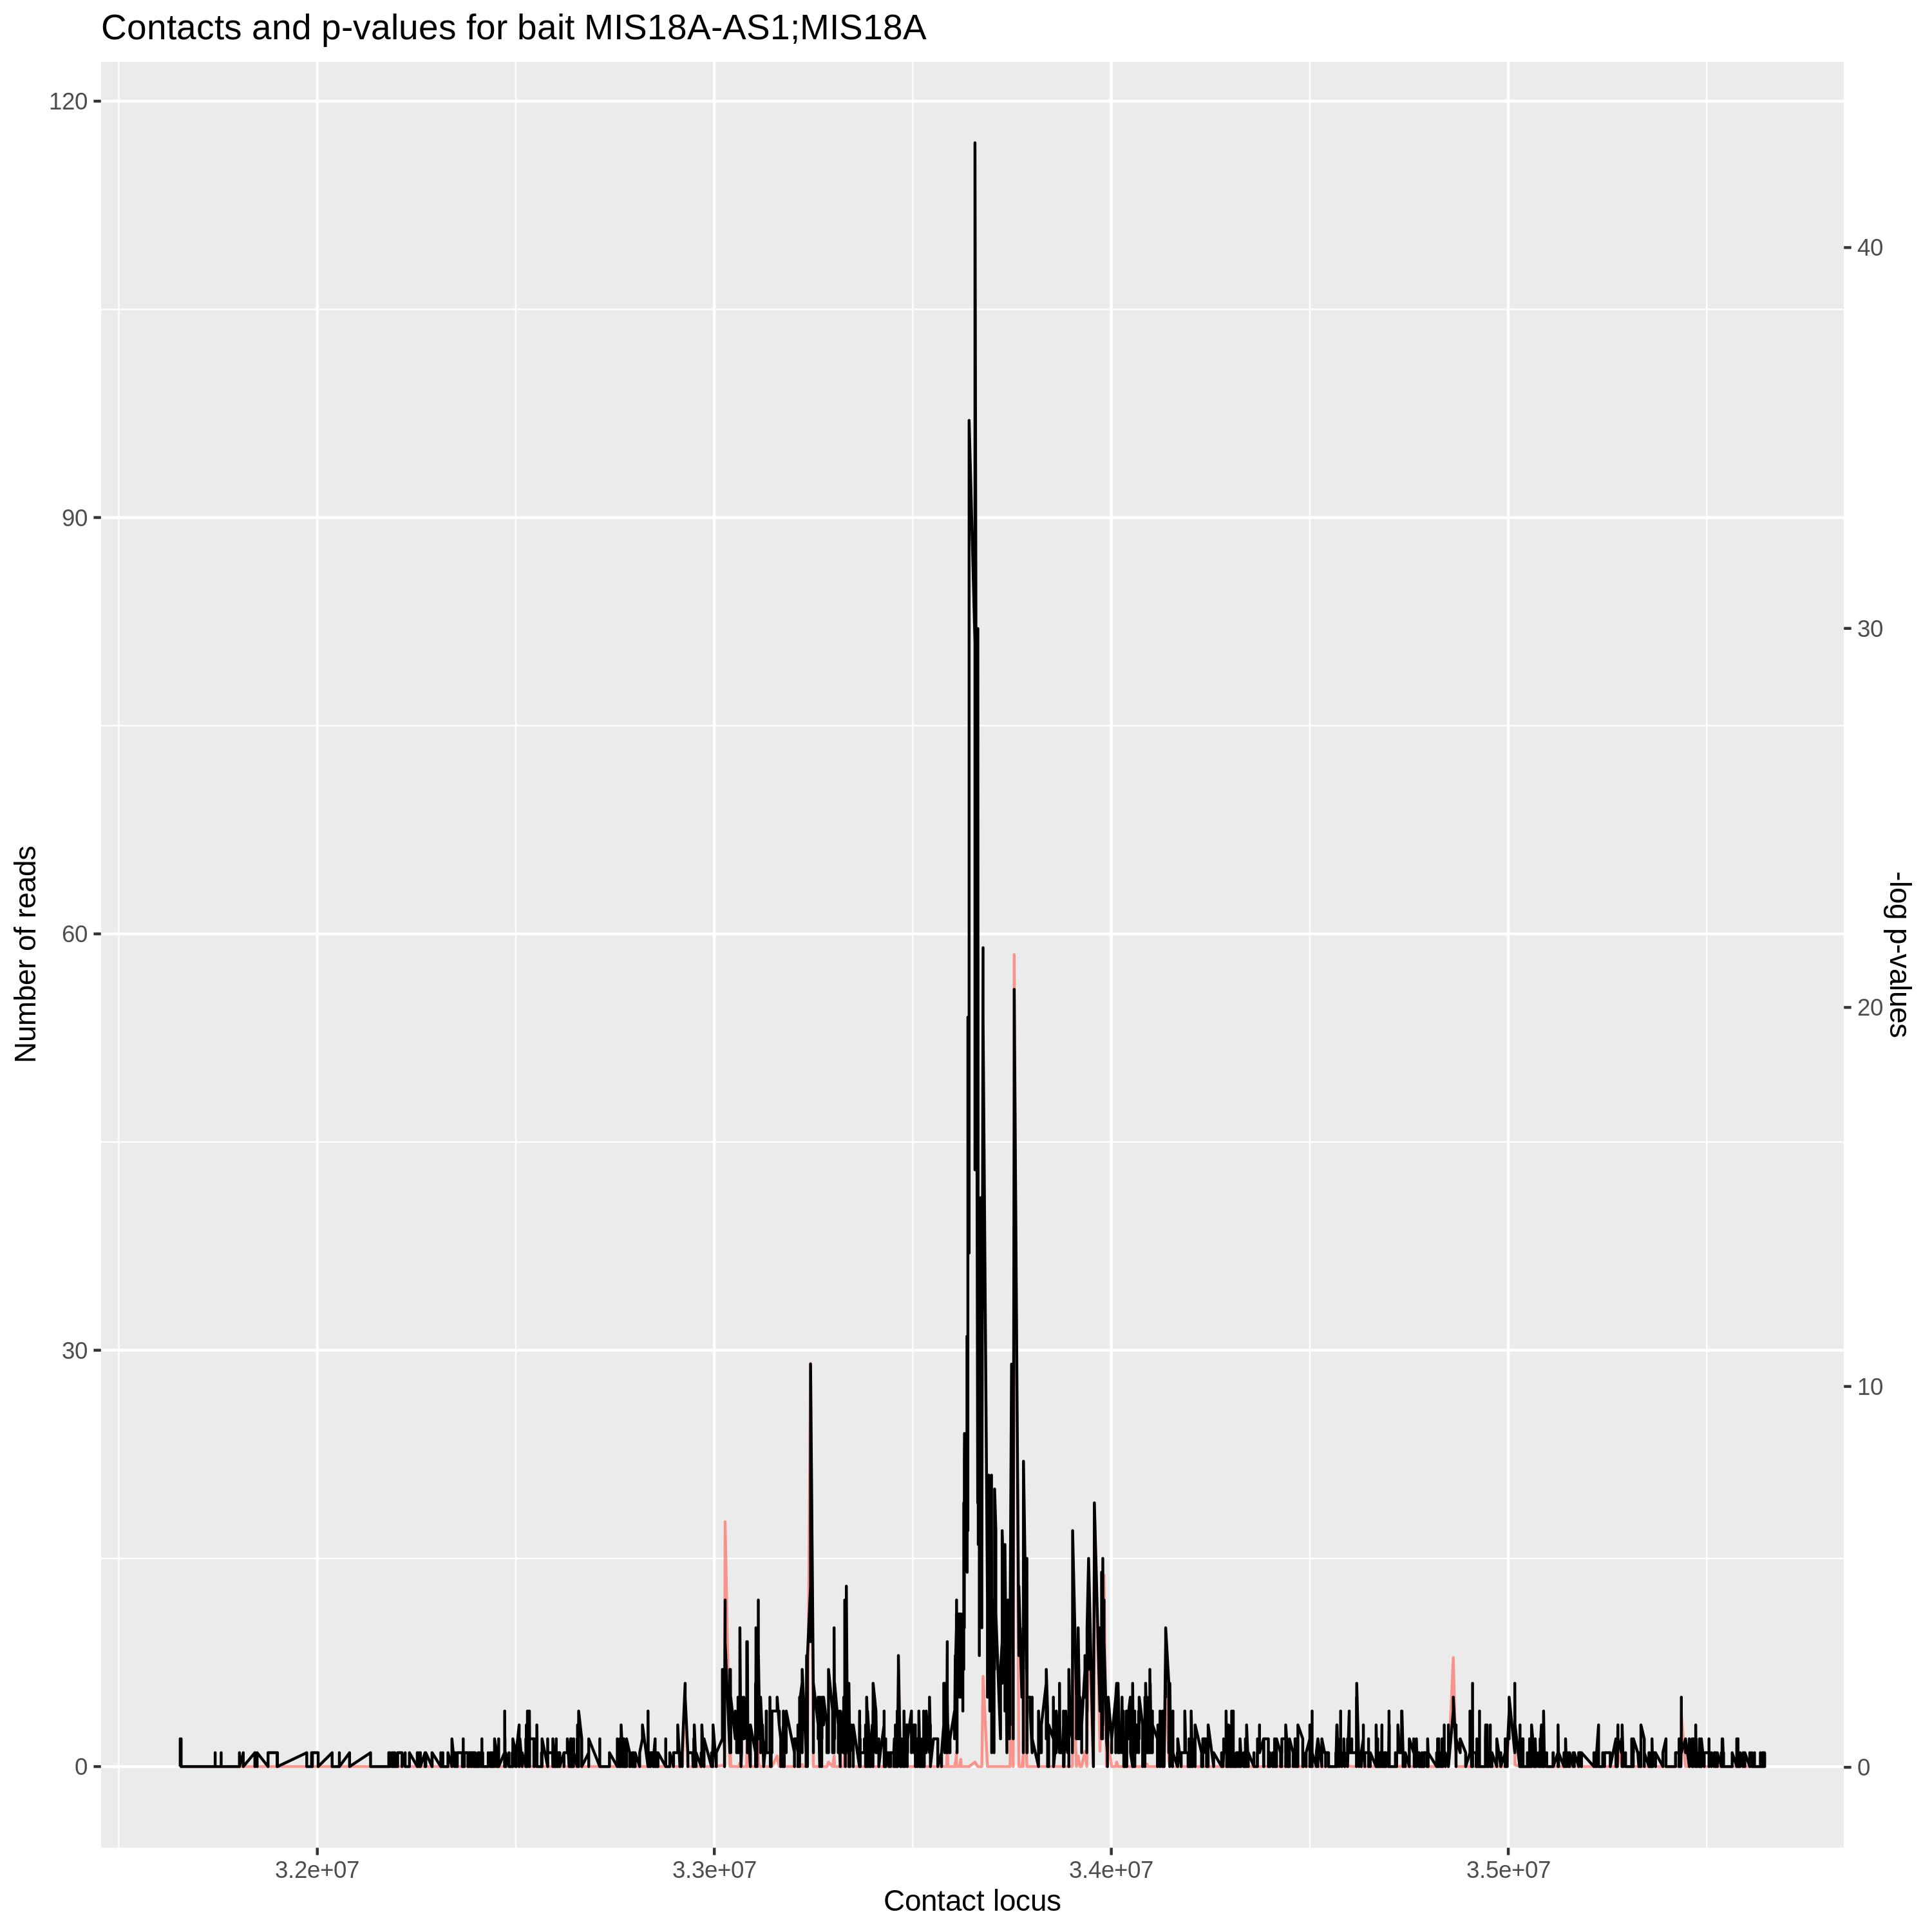 Contacts and p-values for bait MIS18A-AS1;MIS18A
120
90
60
30
0
Number of reads
40
30
20
10
0
-log p-values
3.2e+07
3.3e+07
3.4e+07
3.5e+07
Contact locus